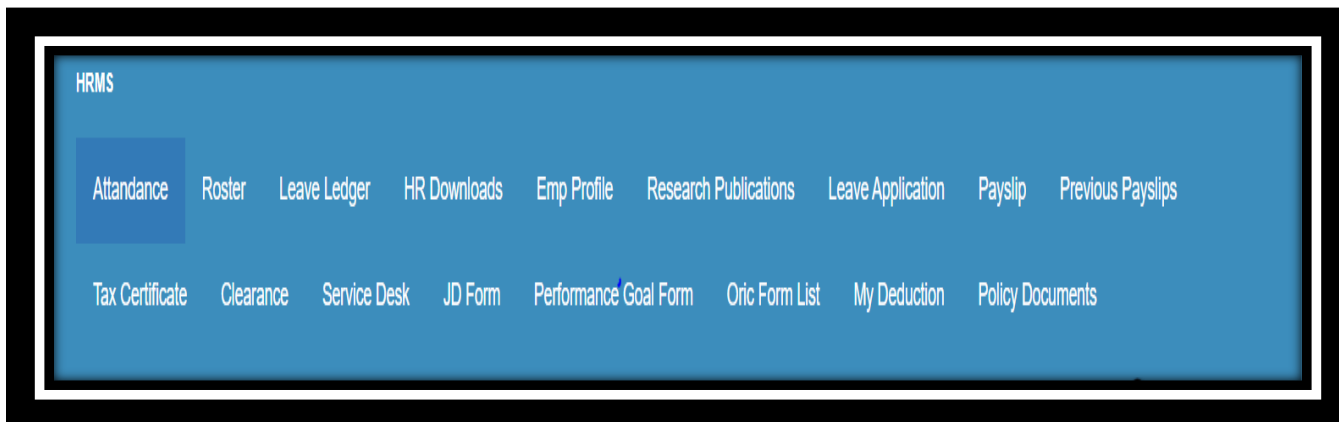 HRMS
Attandance Roster Leave Ledger HR Downloads Emp Profile Research Publications Leave Application Payslip Previous Payslips
Tax Certificate Clearance Service Desk JD Form Performance Goal Form Oric Form List My Deduction Policy Documents